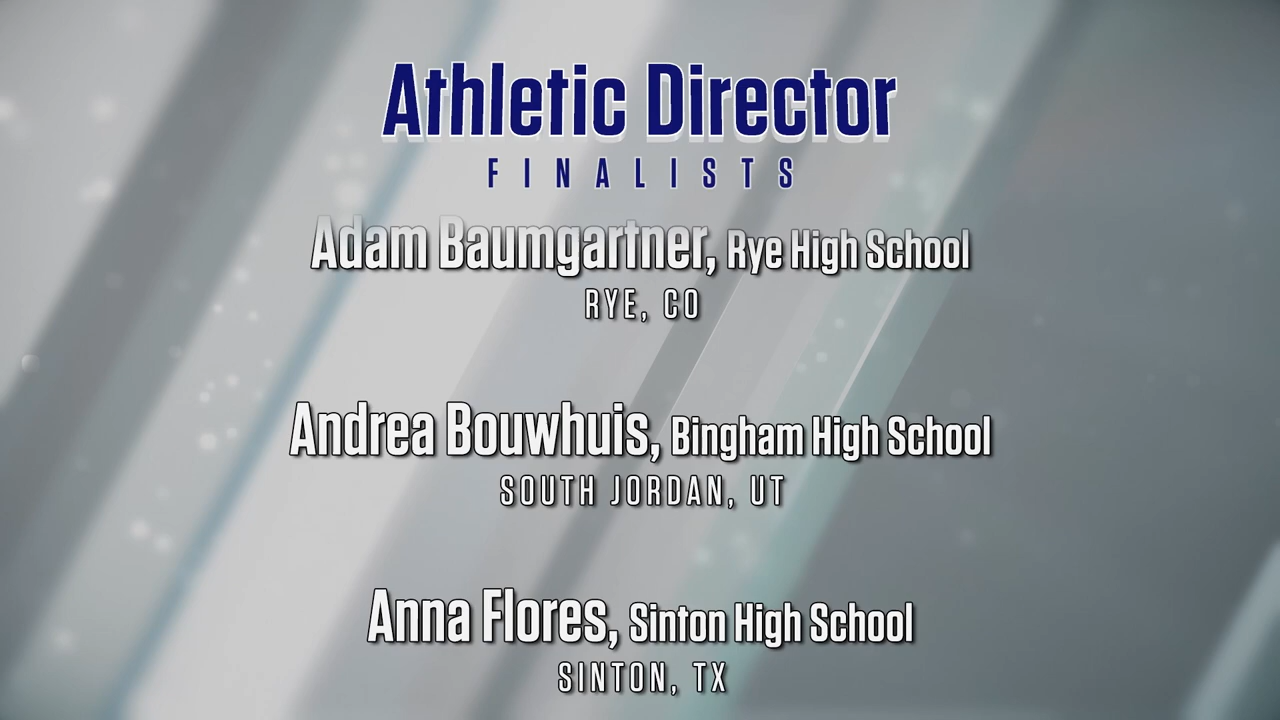 Athletic Director
FINALISTS
Adam Baumgartner, Rye High School
RYE, CO
Andrea Bouwhuis, Bingham High School
SOUTH JORDAN, UT
Anna Flores, Sinton High School
SINTON, TX